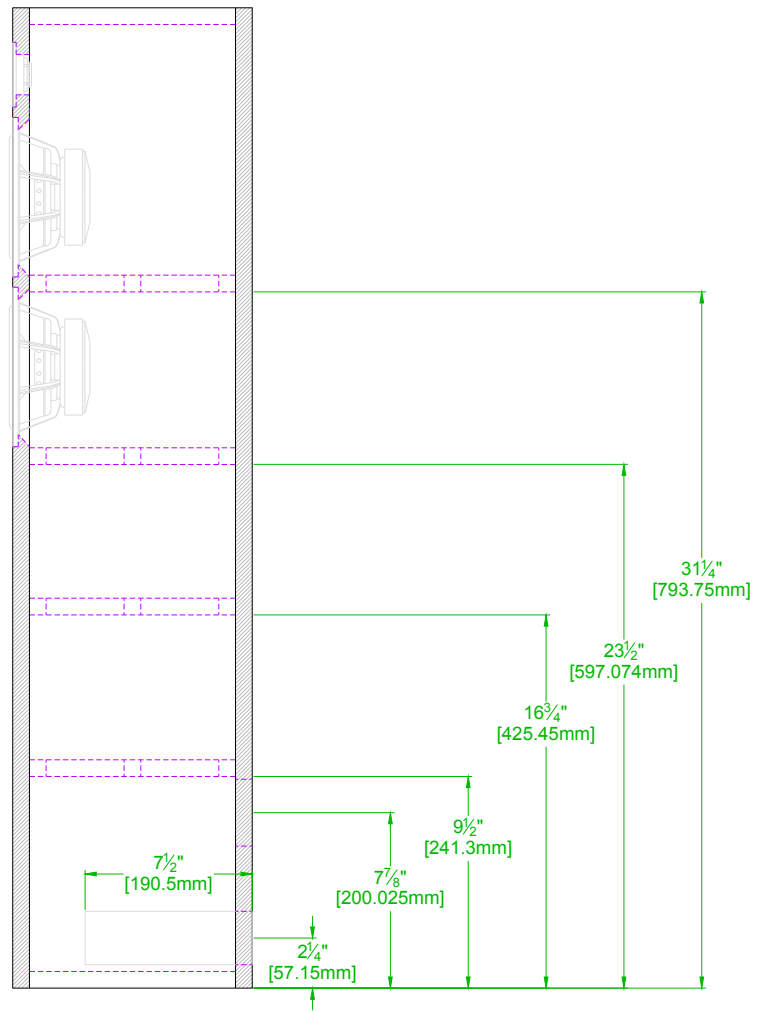 31¼"
[793.75mm]
23½"
[597.074mm]
16¾"
[425.45mm]
9½"
[241.3mm]
7½"
[190.5mm]
7⅞"
[200.025mm]
2¼"
[57.15mm]